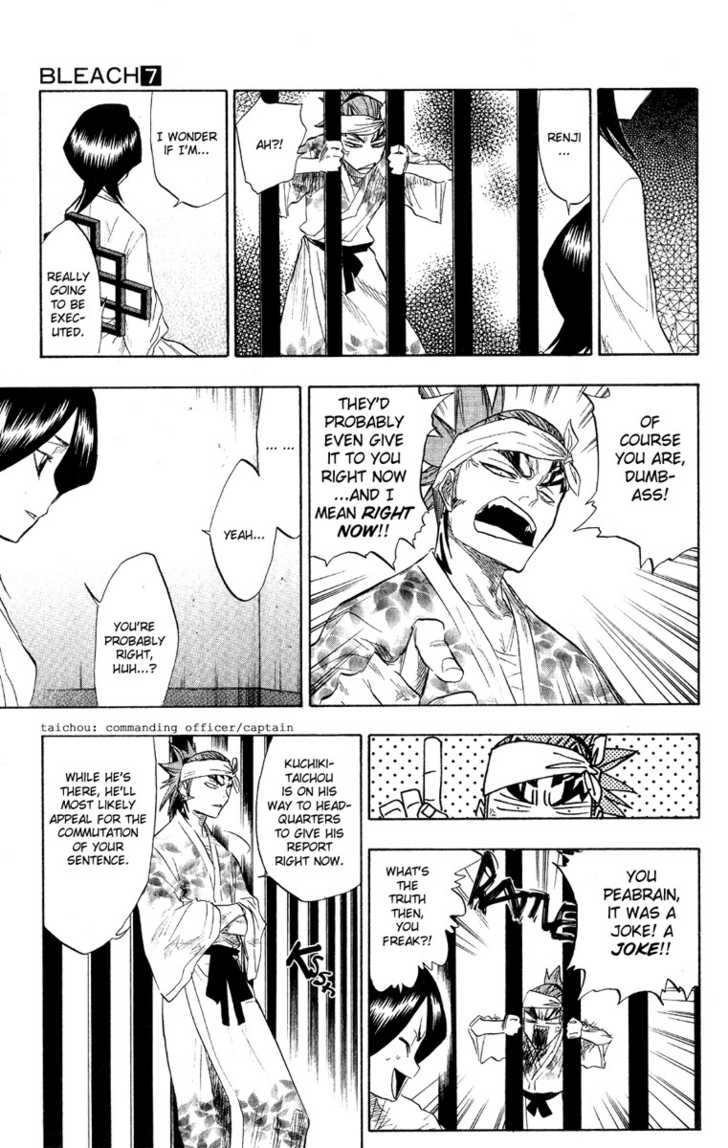 BLEACH 7
RENJI
...
AH?!
I WONDER
IF I'M...
REALLY
GOING
TO BE
EXEC-
UTED.
OF
COURSE
YOU ARE,
DUMB-
ASS!
THEY'D
PROBABLY
EVEN GIVE
IT TO YOU
RIGHT NOW
...AND I
MEAN RIGHT
NOW!!
... ...
YEAH...
YOU'RE
PROBABLY
RIGHT,
HUH...?
YOU
PEABRAIN,
IT WAS A
JOKE! A
JOKE!!
RATTLE
WHAT'S
THE
TRUTH
THEN,
YOU
FREAK?!
taichou: commanding officer/captain
KUCHIKI-
TAICHOU
IS ON HIS
WAY TO HEAD-
QUARTERS
TO GIVE HIS
REPORT
RIGHT NOW.
WHILE HE'S
THERE, HE'LL
MOST LIKELY
APPEAL FOR THE
COMMUTATION
OF YOUR
SENTENCE.